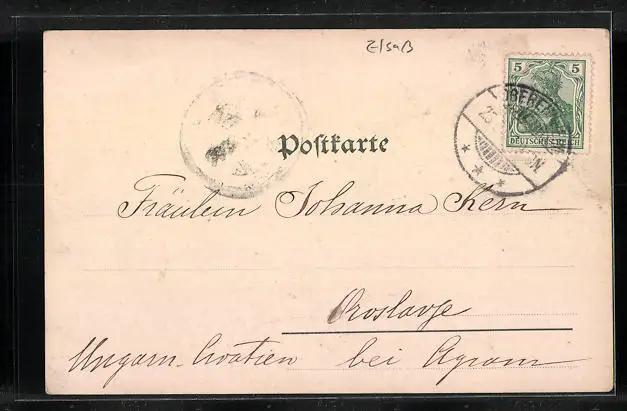 Elsaß
5 5
DEUTSCHES REICH
Postkarte
Fräulein Johanna Kern
Oroslavje
Ungarn-Croatien bei Agram